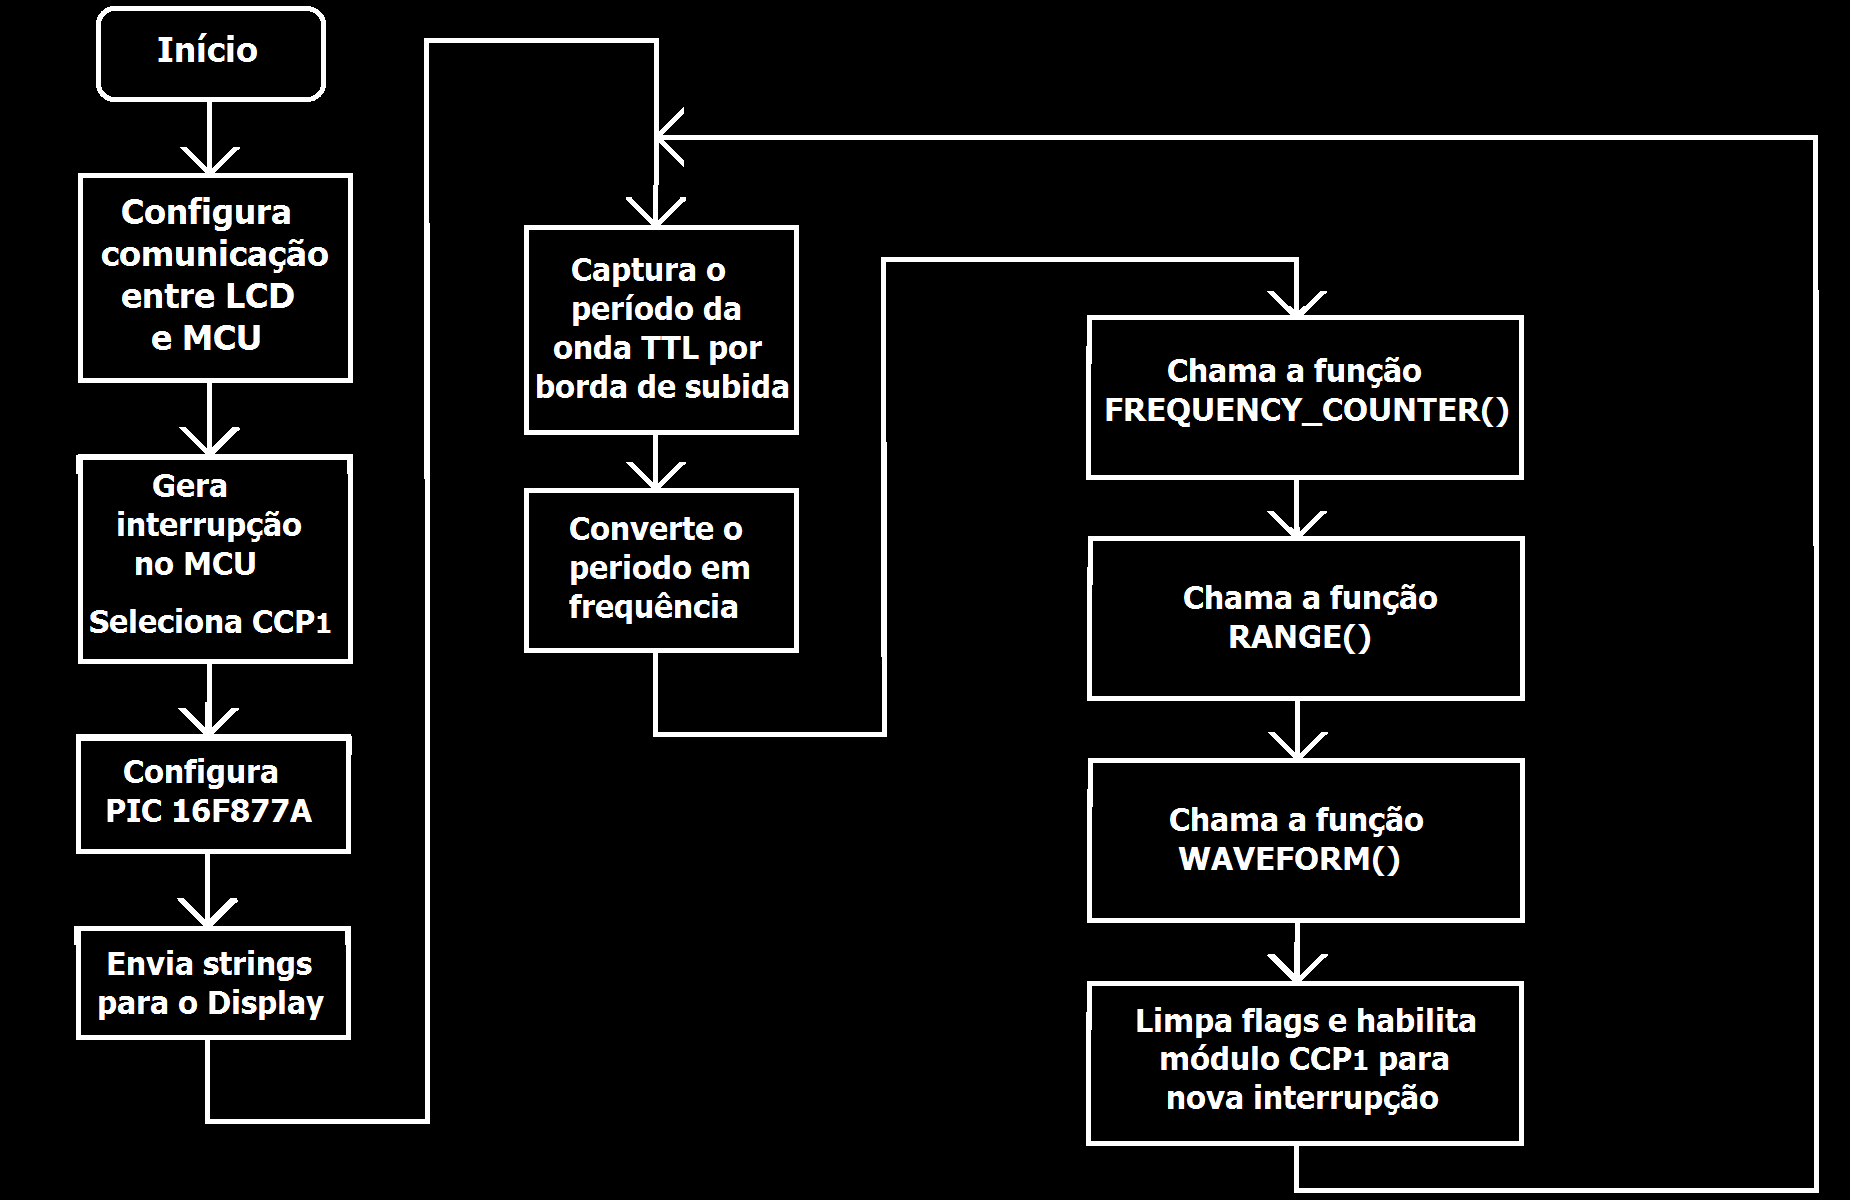 Início
Configura
comunicação
entre LCD
e MCU
Gera
interrupção
no MCU
Seleciona CCP1
Configura
PIC 16F877A
Envia strings
para o Display
Captura o
período da
onda TTL por
borda de subida
Converte o
periodo em
frequência
Chama a função
FREQUENCY_COUNTER()
Chama a função
RANGE()
Chama a função
WAVEFORM()
Limpa flags e habilita
módulo CCP1 para
nova interrupção